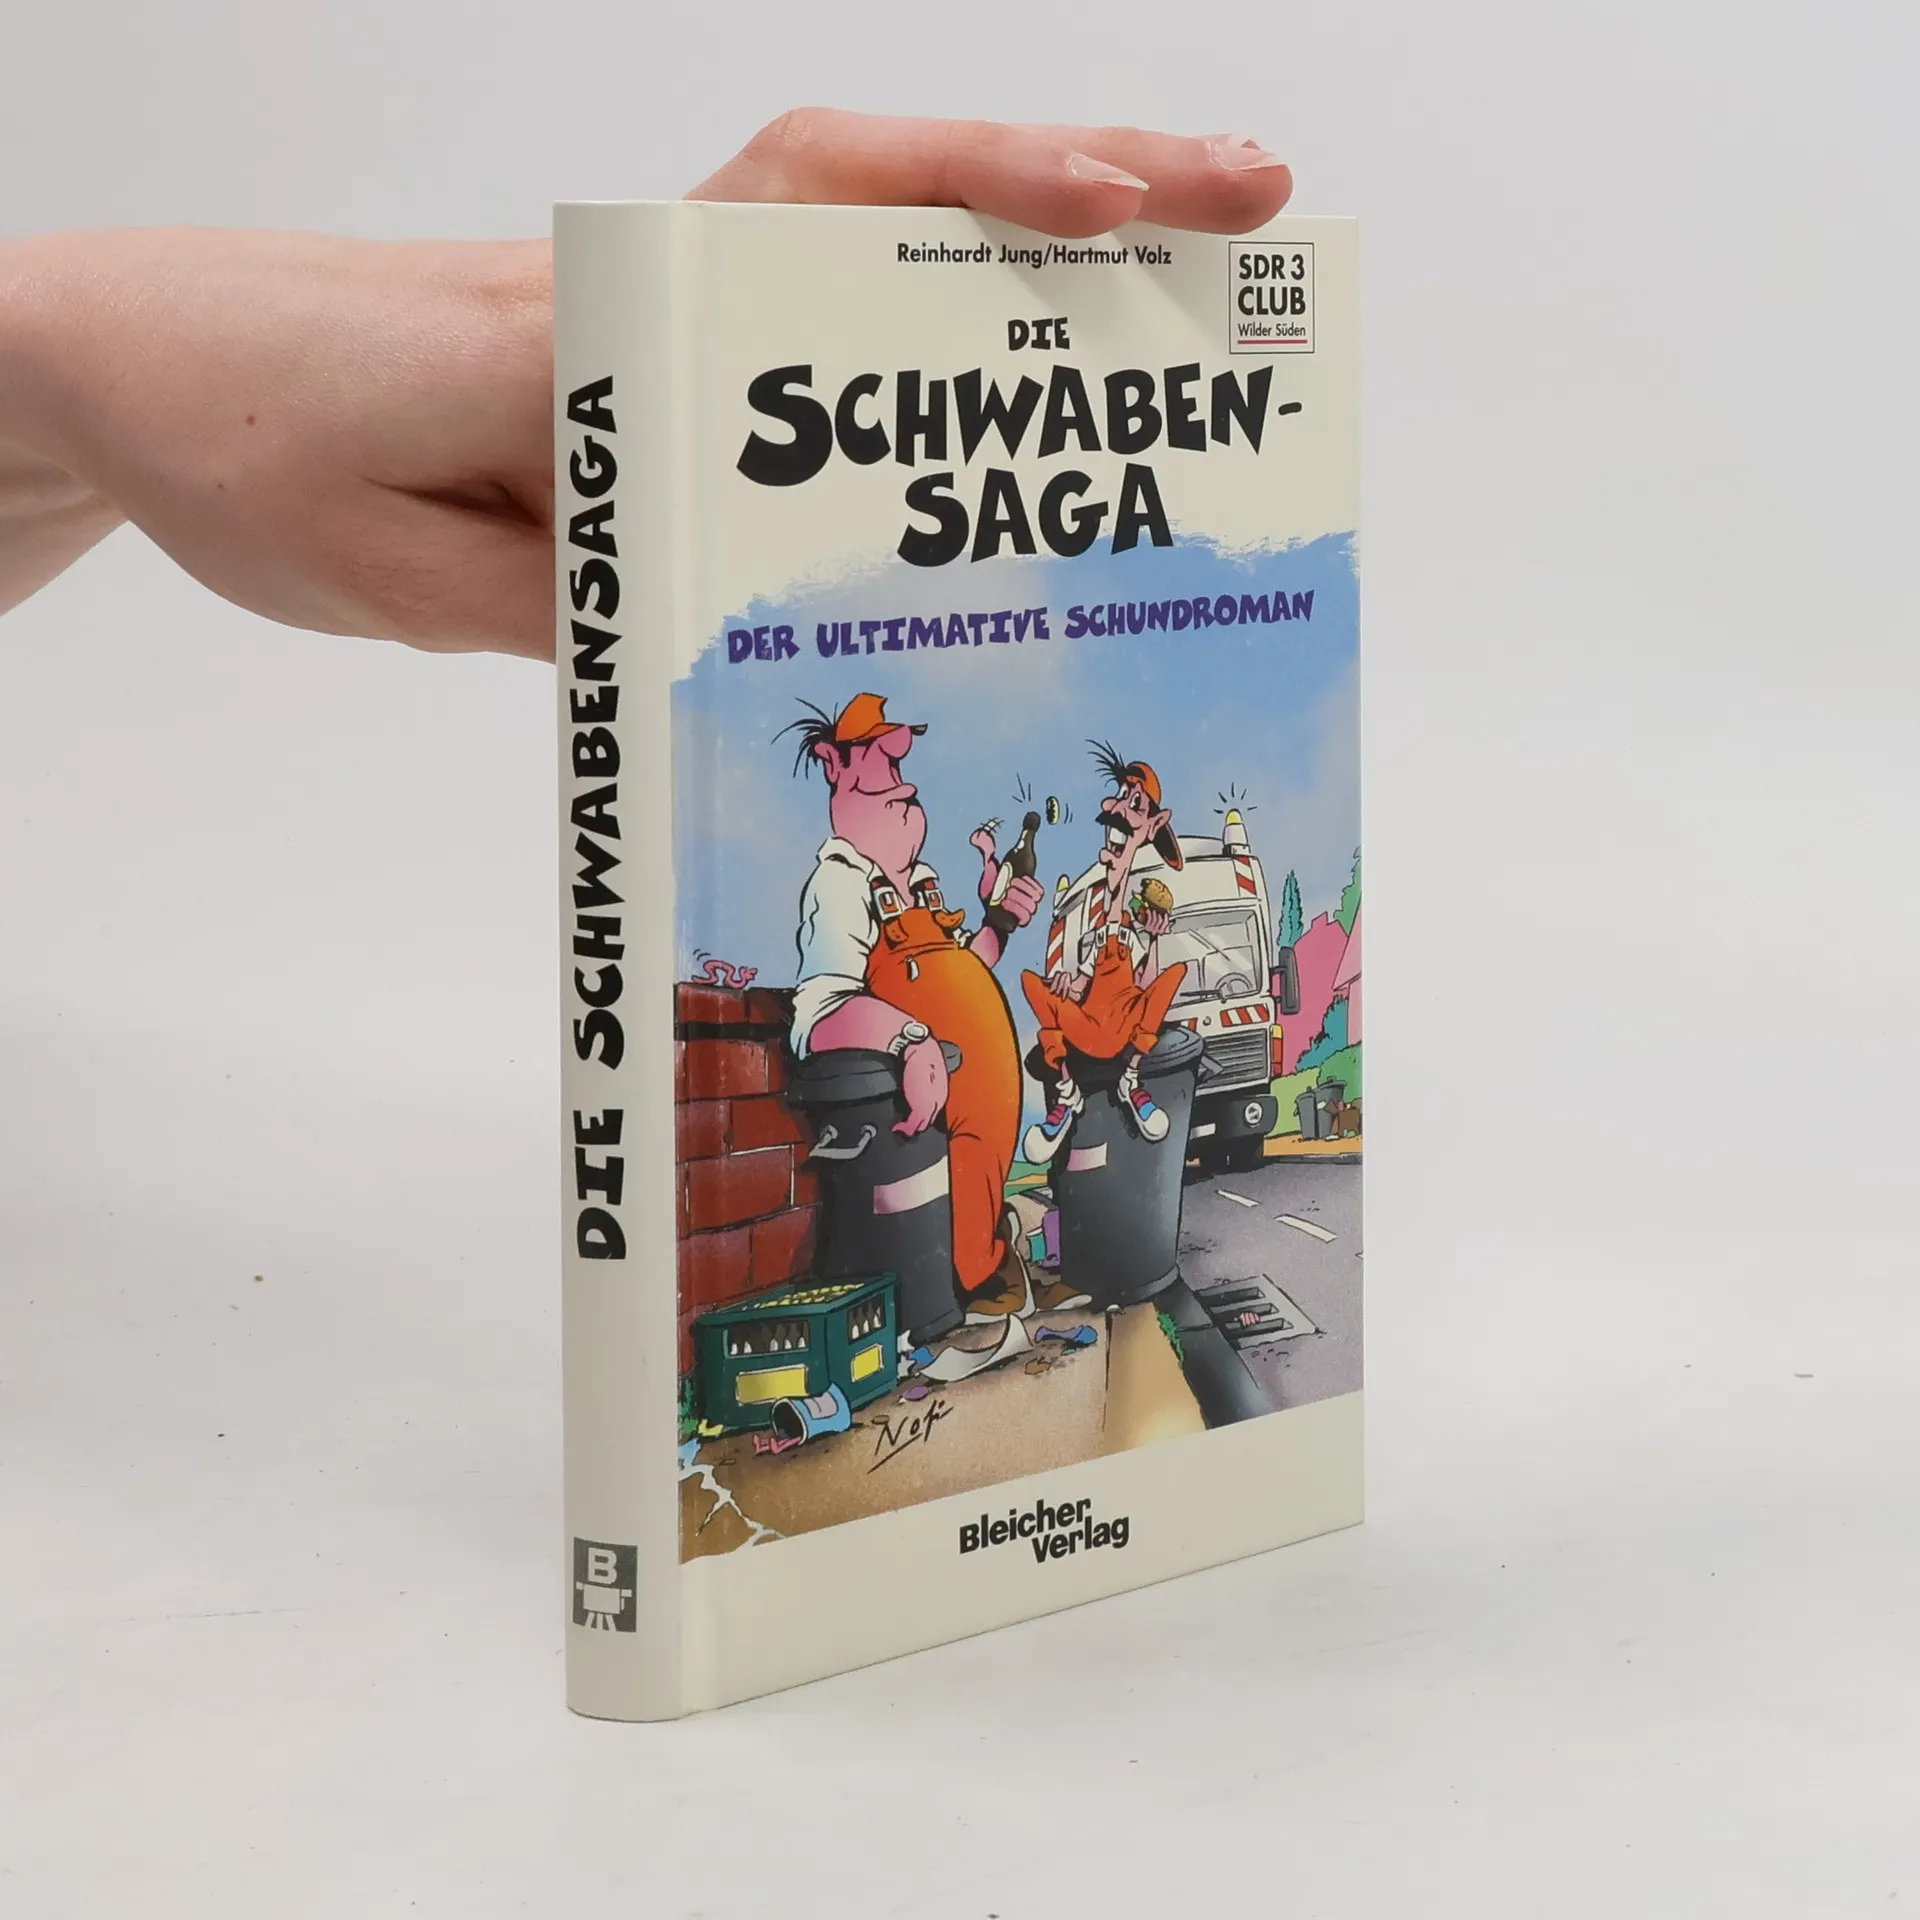 Reinhardt Jung/Hartmut Volz
SDR 3
CLUB
Wilder Süden
DIE
SCHWABEN-
SAGA
DER ULTIMATIVE SCHUNDROMAN
Nofi
Bleicher
Verlag
DIE SCHWABENSAGA
B